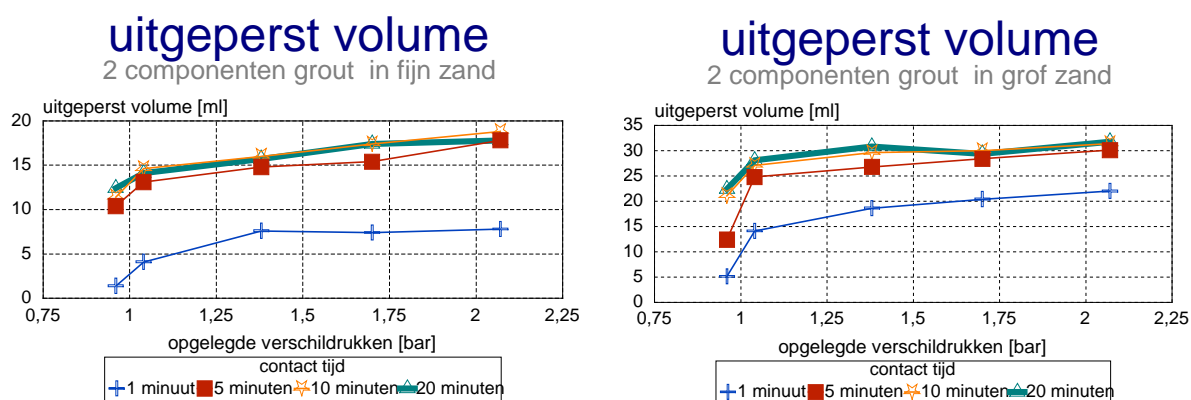 uitgeperst volume
2 componenten grout in fijn zand
uitgeperst volume [ml]
20
15
10
5
0
0,75 1 1,25 1,5 1,75 2 2,25
opgelegde verschildrukken [bar]
contact tijd
1 minuut 5 minuten 10 minuten 20 minuten
uitgeperst volume
2 componenten grout in grof zand
uitgeperst volume [ml]
35
30
25
20
15
10
5
0
0,75 1 1,25 1,5 1,75 2 2,25
opgelegde verschildrukken [bar]
contact tijd
1 minuut 5 minuten 10 minuten 20 minuten